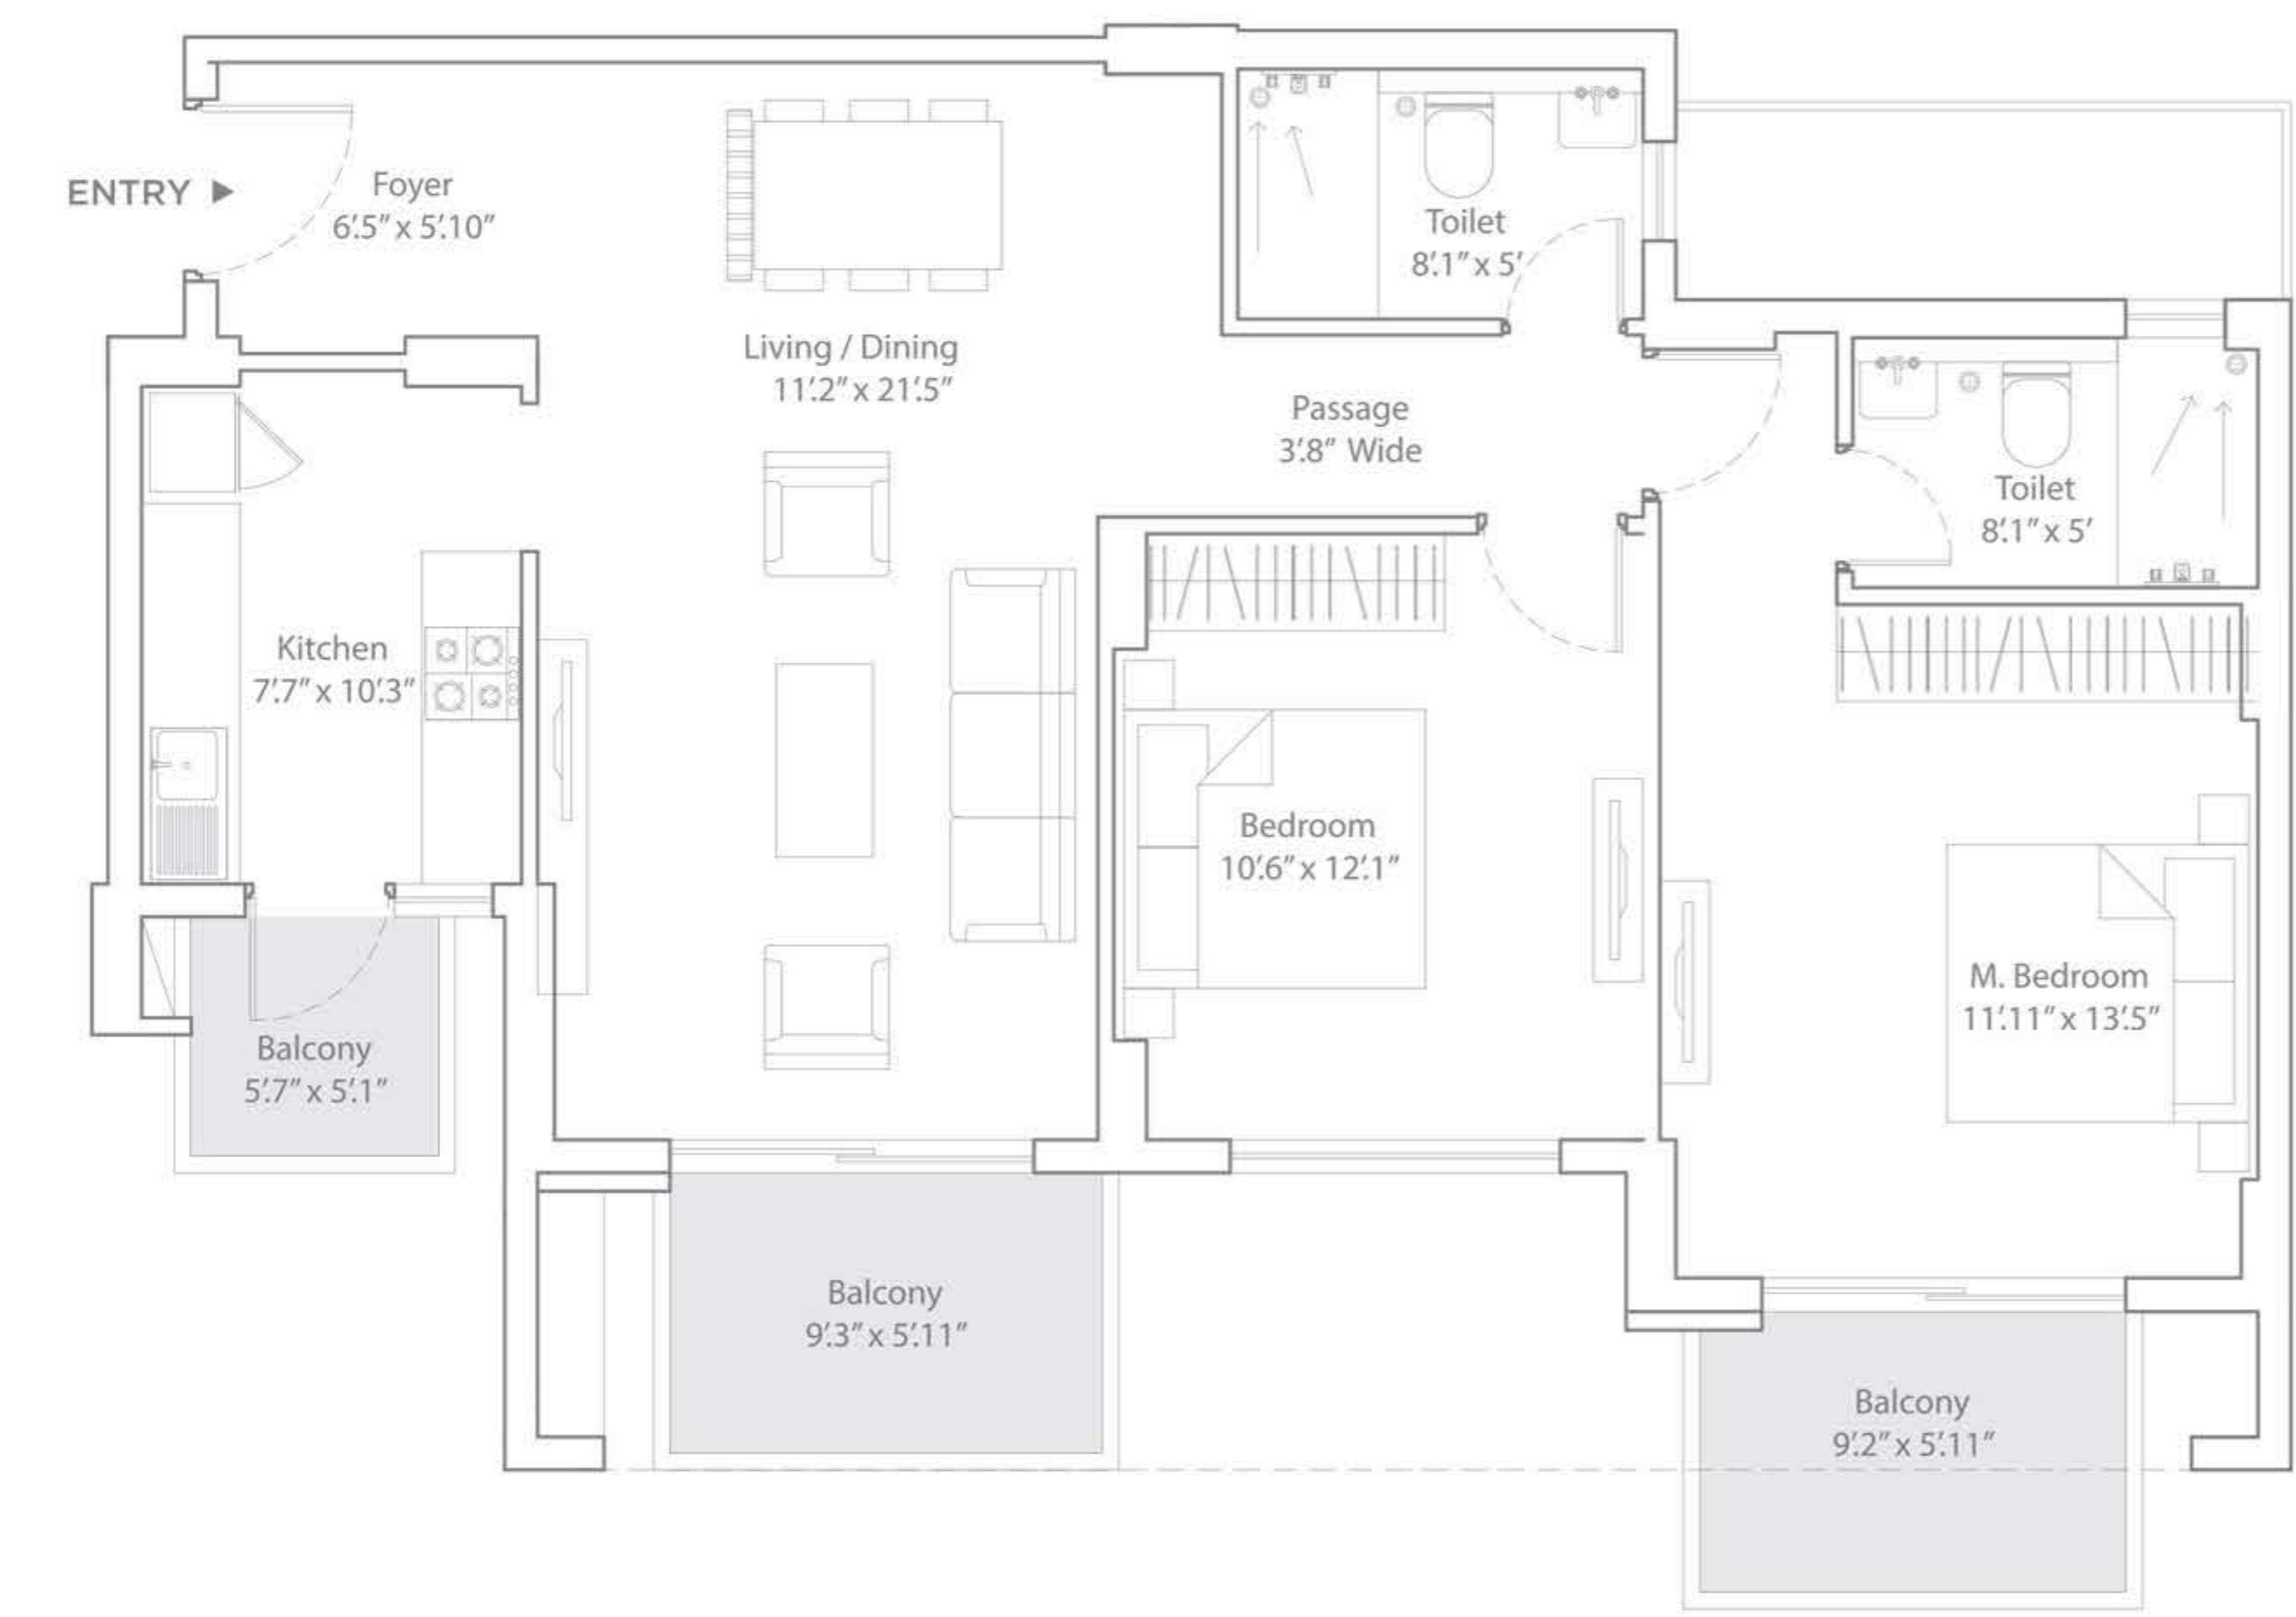 ENTRY
Foyer
6'.5" x 5'.10"
Living / Dining
11'.2" x 21'.5"
Toilet
8'.1" x 5'
Passage
3'.8" Wide
Toilet
8'.1" x 5'
Kitchen
7'.7" x 10'.3"
Bedroom
10'.6" x 12'.1"
M. Bedroom
11'.11" x 13'.5"
Balcony
5'.7" x 5'.1"
Balcony
9'.3" x 5'.11"
Balcony
9'.2" x 5'.11"